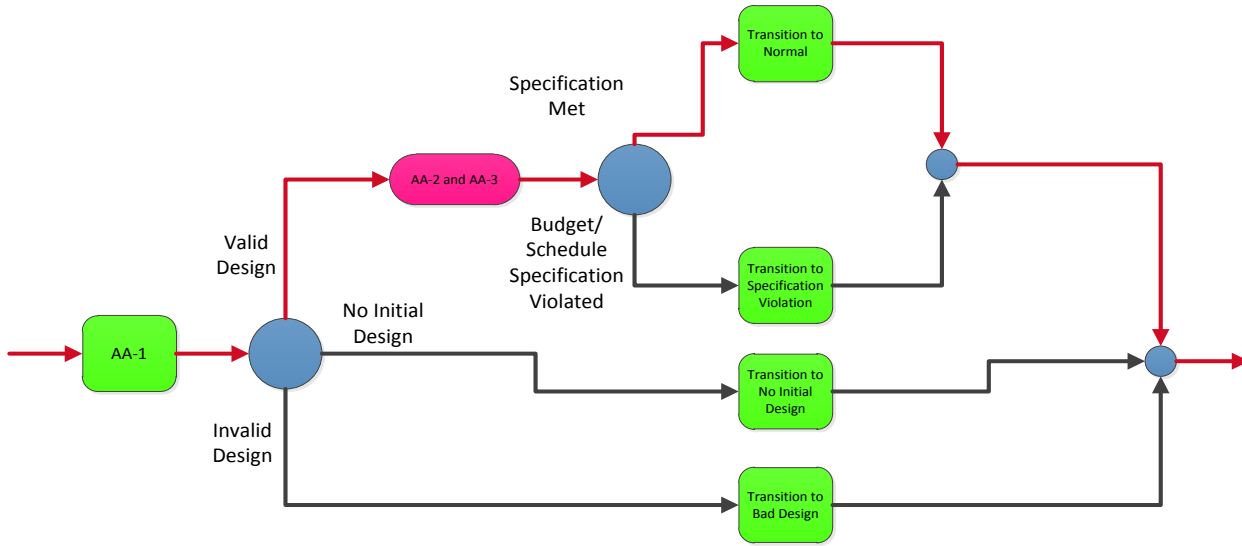 Transition to
Normal
Specification
Met
AA-2 and AA-3
Valid
Design
Budget/
Schedule
Specification
Violated
Transition to
Specification
Violation
No Initial
Design
AA-1
Transition to
No Initial
Design
Invalid
Design
Transition to
Bad Design